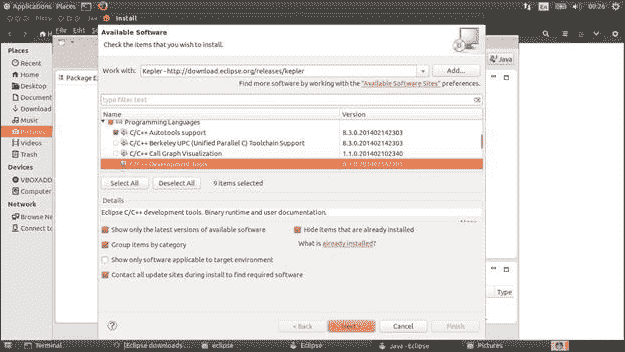 Applications Places
En 09:26
Install
Places
Recent
Home
Desktop
Document
Download
Music
Pictures
Videos
Trash
Devices
VBOXADD
Computer
Network
Browse Ne
Connect to
File
Package E
Java
Type
Available Software
Check the items that you wish to install.
Work with: Kepler - http://download.eclipse.org/releases/kepler Add...
Find more software by working with the "Available Software Sites" preferences.
type filter text
Name Version
Programming Languages
C/C++ Autotools support 8.3.0.201402142303
C/C++ Berkeley UPC (Unified Parallel C) Toolchain Support 8.3.0.201402142303
C/C++ Call Graph Visualization 1.1.0.201402102340
C/C++ Development Tools
Select All Deselect All 9 items selected
Details
Eclipse C/C++ development tools. Binary runtime and user documentation.
Show only the latest versions of available software Hide items that are already installed
Group items by category What is already installed?
Show only software applicable to target environment
Contact all update sites during install to find required software
< Back Next > Cancel Finish
Terminal [Eclipse downloads ... eclipse Eclipse Java - Eclipse Pictures